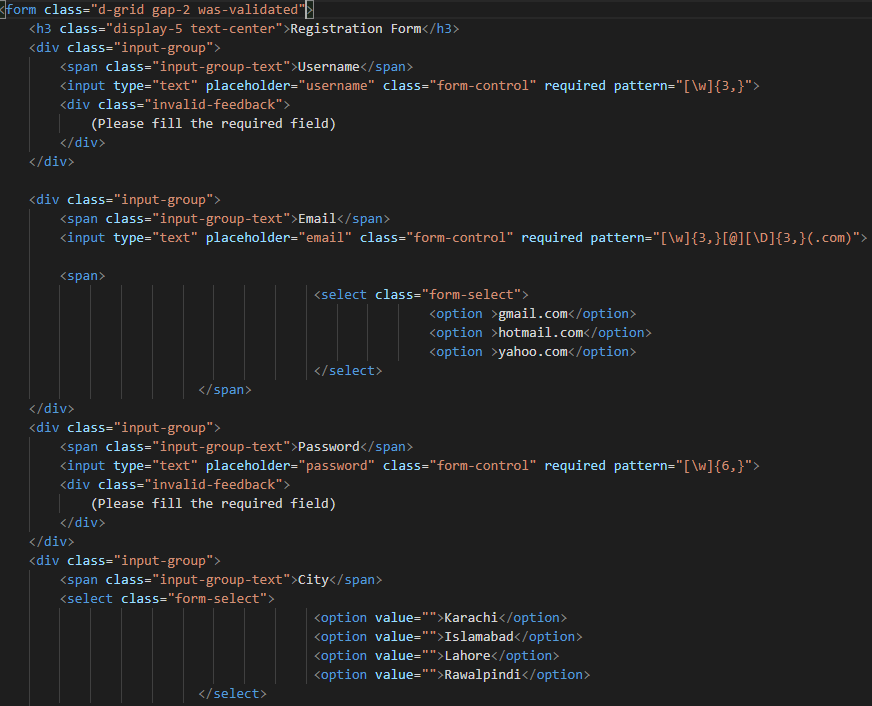 <form class="d-grid gap-2 was-validated">
<h3 class="display-5 text-center">Registration Form</h3>
<div class="input-group">
<span class="input-group-text">Username</span>
<input type="text" placeholder="username" class="form-control" required pattern="[\w]{3,}">
<div class="invalid-feedback">
(Please fill the required field)
</div>
</div>
<div class="input-group">
<span class="input-group-text">Email</span>
<input type="text" placeholder="email" class="form-control" required pattern="[\w]{3,}[@][\D]{3,}(.com)">
<span>
<select class="form-select">
<option >gmail.com</option>
<option >hotmail.com</option>
<option >yahoo.com</option>
</select>
</span>
</div>
<div class="input-group">
<span class="input-group-text">Password</span>
<input type="text" placeholder="password" class="form-control" required pattern="[\w]{6,}">
<div class="invalid-feedback">
(Please fill the required field)
</div>
</div>
<div class="input-group">
<span class="input-group-text">City</span>
<select class="form-select">
<option value="">Karachi</option>
<option value="">Islamabad</option>
<option value="">Lahore</option>
<option value="">Rawalpindi</option>
</select>